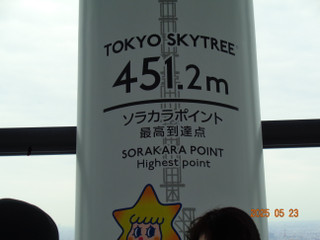 TOKYO SKYTREE
451.2m
ソラカラポイント
最高到達点
SORAKARA POINT
Highest point
2025 05 23